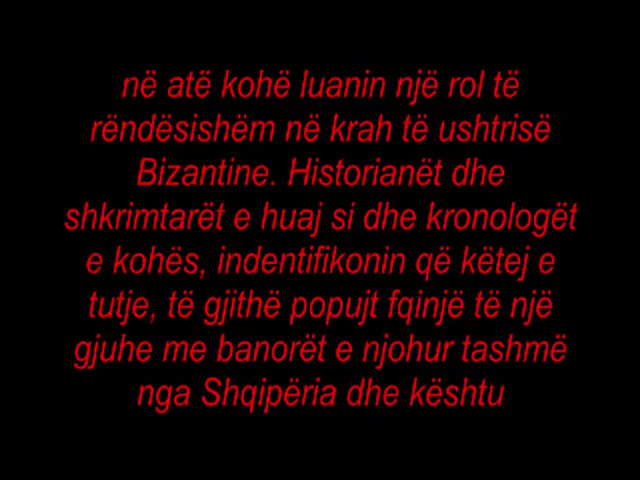 në atë kohë luanin një rol të
rëndësishëm në krah të ushtrisë
Bizantine. Historianët dhe
shkrimtarët e huaj si dhe kronologët
e kohës, indentifikonin që këtej e
tutje, të gjithë popujt fqinjë të një
gjuhe me banorët e njohur tashmë
nga Shqipëria dhe kështu